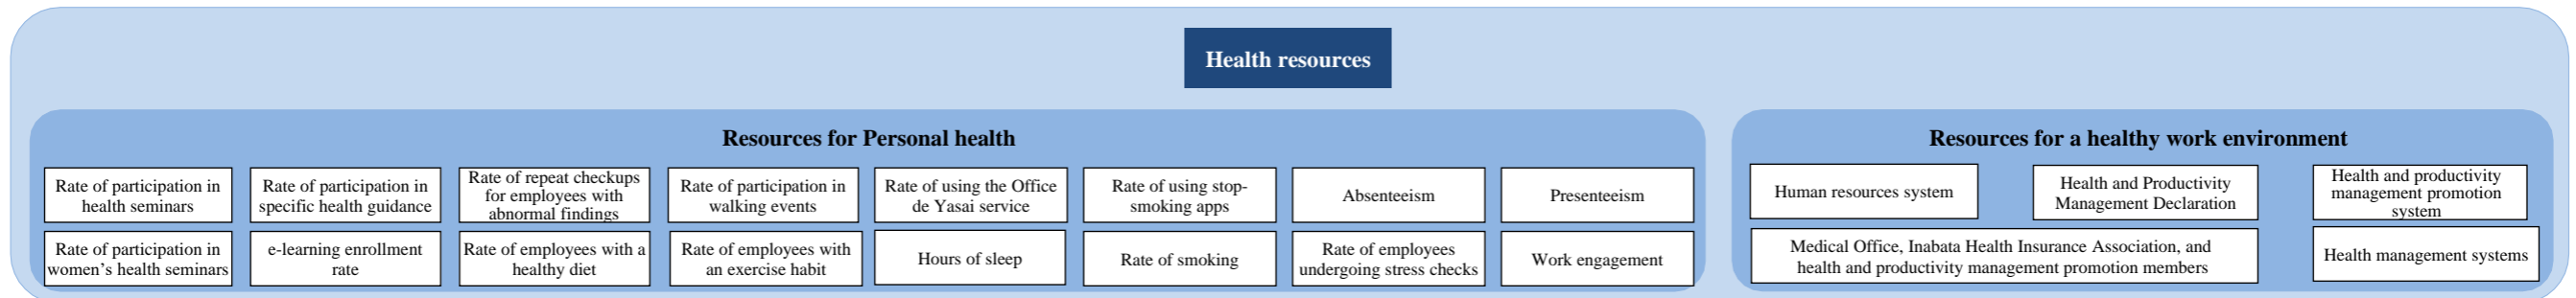 Health resources
Resources for Personal health
Rate of participation in
health seminars
Rate of participation in
specific health guidance
Rate of repeat checkups
for employees with
abnormal findings
Rate of participation in
walking events
Rate of using the Office
de Yasai service
Rate of using stop-
smoking apps
Absenteeism
Presenteeism
Rate of participation in
women’s health seminars
e-learning enrollment
rate
Rate of employees with a
healthy diet
Rate of employees with
an exercise habit
Hours of sleep
Rate of smoking
Rate of employees
undergoing stress checks
Work engagement
Resources for a healthy work environment
Human resources system
Health and Productivity
Management Declaration
Health and productivity
management promotion
system
Medical Office, Inabata Health Insurance Association, and
health and productivity management promotion members
Health management systems